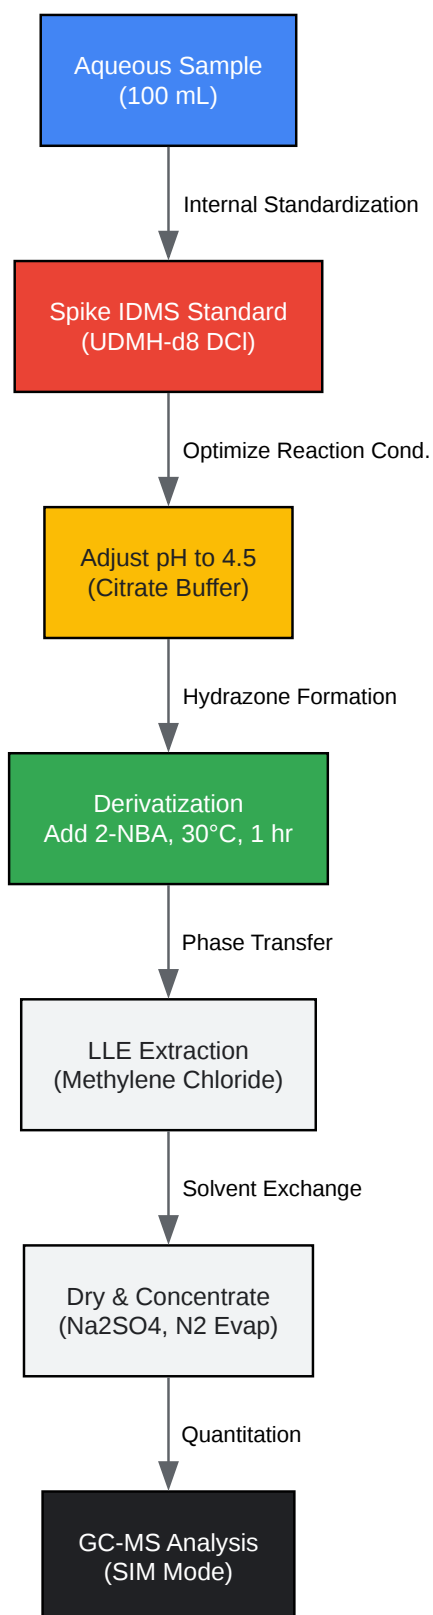 Aqueous Sample
(100 mL)
Internal Standardization
Spike IDMS Standard
(UDMH-d8 DCl)
Optimize Reaction Cond.
Adjust pH to 4.5
(Citrate Buffer)
Hydrazone Formation
Derivatization
Add 2-NBA, 30°C, 1 hr
Phase Transfer
LLE Extraction
(Methylene Chloride)
Solvent Exchange
Dry & Concentrate
(Na2SO4, N2 Evap)
Quantitation
GC-MS Analysis
(SIM Mode)